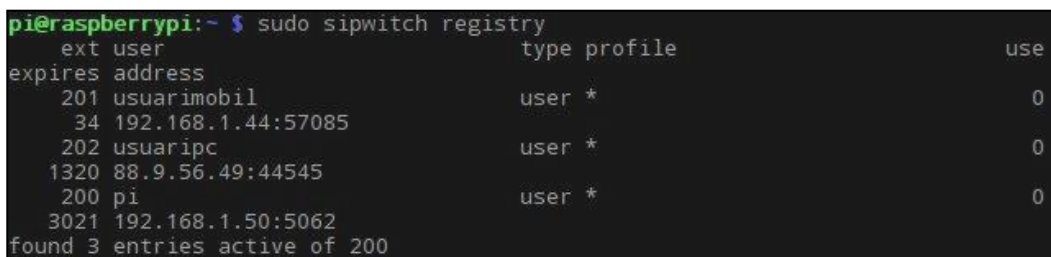 pi@raspberrypi:~ $ sudo sipwitch registry
ext user type profile use
expires address
201 usuarimobil user * 0
34 192.168.1.44:57085
202 usuaripc user * 0
1320 88.9.56.49:44545
200 pi user * 0
3021 192.168.1.50:5062
found 3 entries active of 200